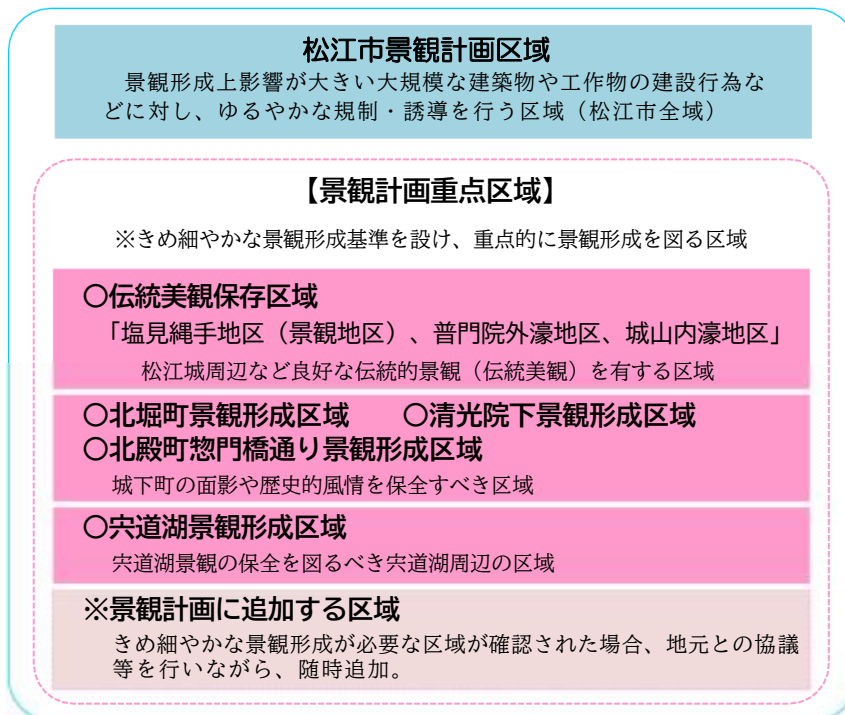 松江市景観計画区域
景観形成上影響が大きい大規模な建築物や工作物の建設行為な
どに対し、ゆるやかな規制・誘導を行う区域（松江市全域）
【景観計画重点区域】
※きめ細やかな景観形成基準を設け、重点的に景観形成を図る区域
〇伝統美観保存区域
「塩見縄手地区（景観地区）、普門院外濠地区、城山内濠地区」
松江城周辺など良好な伝統的景観（伝統美観）を有する区域
〇北堀町景観形成区域　〇清光院下景観形成区域
〇北殿町惣門橋通り景観形成区域
城下町の面影や歴史的風情を保全すべき区域
〇宍道湖景観形成区域
宍道湖景観の保全を図るべき宍道湖周辺の区域
※景観計画に追加する区域
きめ細やかな景観形成が必要な区域が確認された場合、地元との協議
等を行いながら、随時追加。